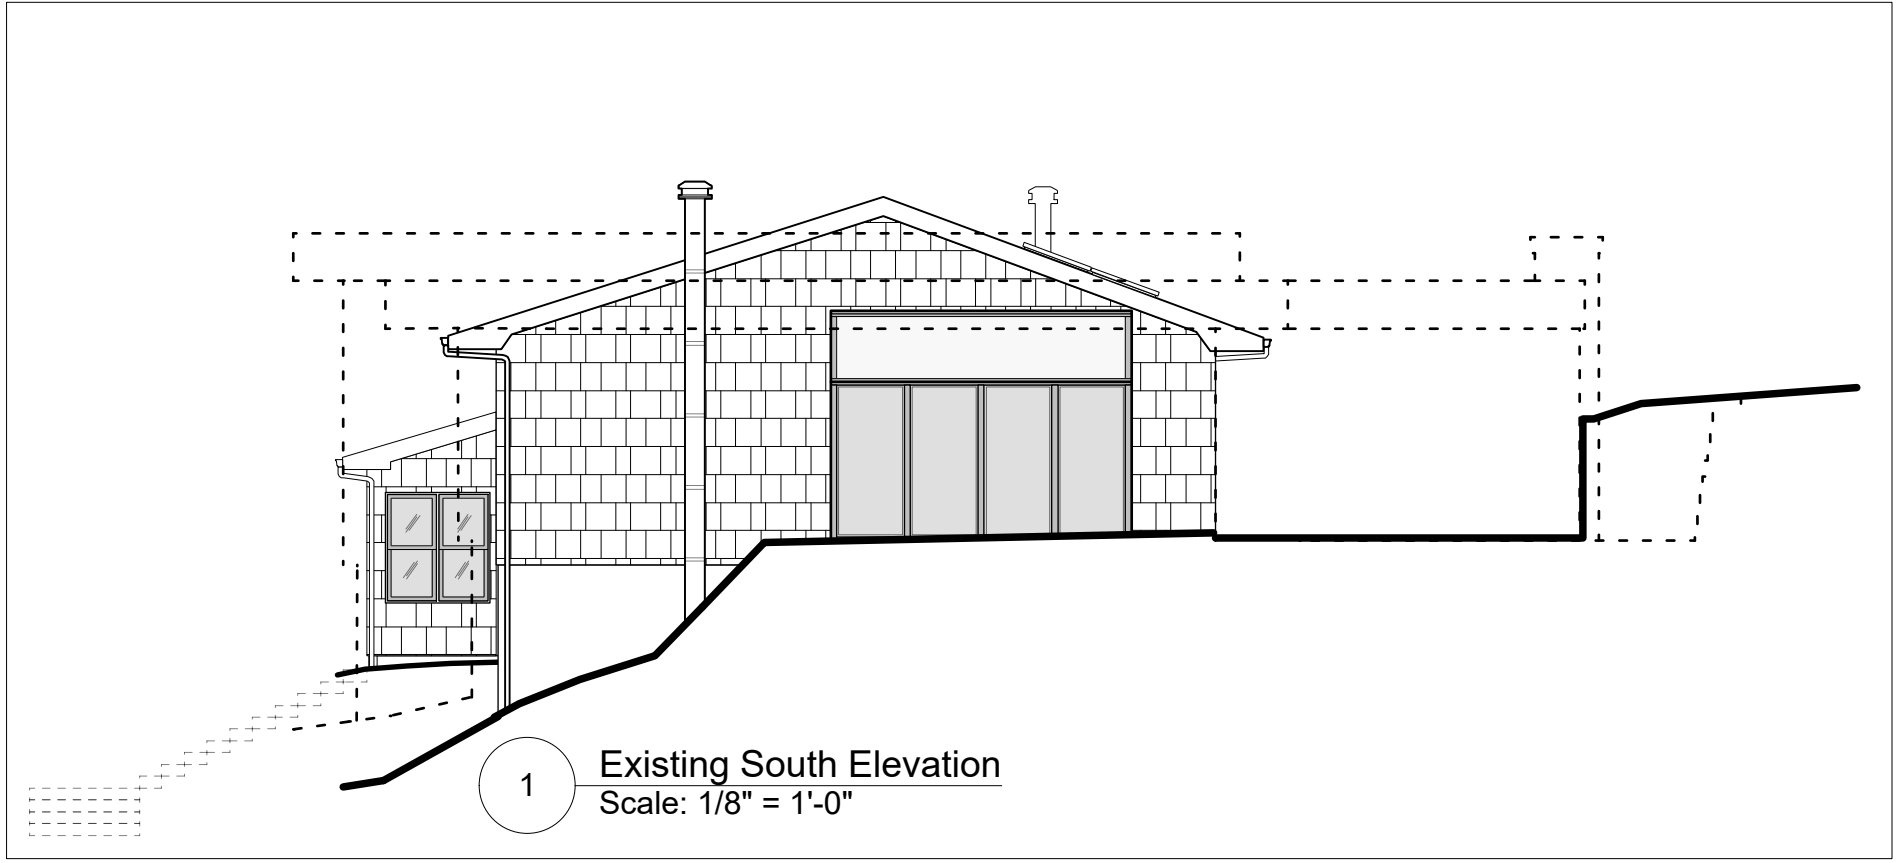 1
Existing South Elevation
Scale: 1/8" = 1'-0"